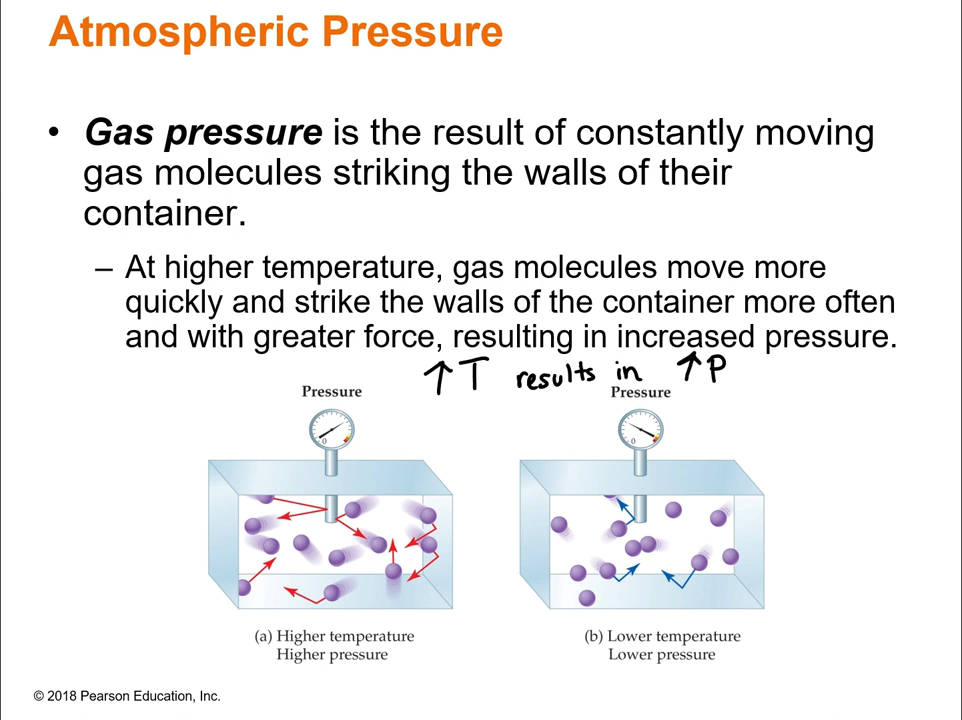 Atmospheric Pressure
• Gas pressure is the result of constantly moving
gas molecules striking the walls of their
container.
– At higher temperature, gas molecules move more
quickly and strike the walls of the container more often
and with greater force, resulting in increased pressure.
↑T results in ↑P
Pressure
Pressure
0
0
(a) Higher temperature
Higher pressure
(b) Lower temperature
Lower pressure
© 2018 Pearson Education, Inc.